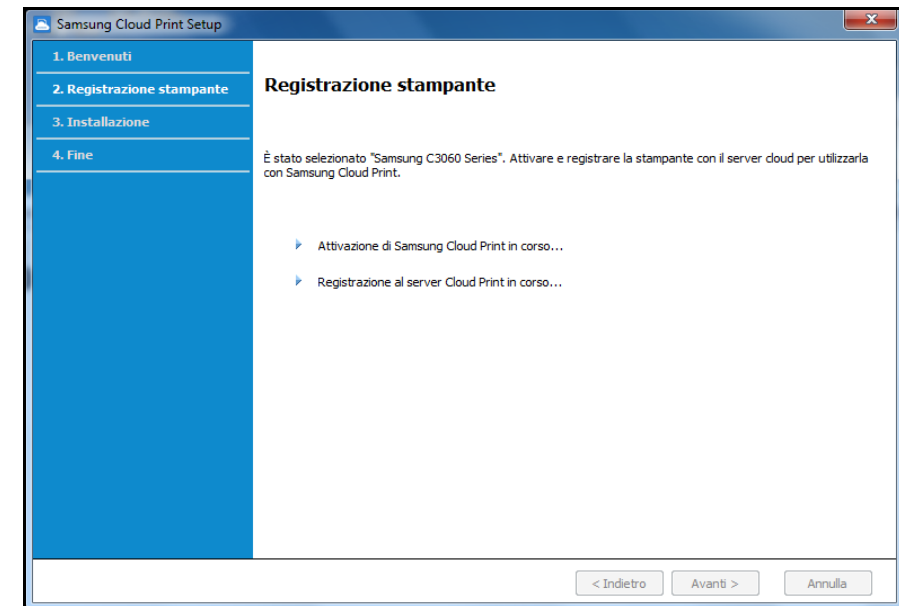 Samsung Cloud Print Setup
1. Benvenuti
2. Registrazione stampante
3. Installazione
4. Fine
Registrazione stampante
È stato selezionato "Samsung C3060 Series". Attivare e registrare la stampante con il server cloud per utilizzarla
con Samsung Cloud Print.
Attivazione di Samsung Cloud Print in corso...
Registrazione al server Cloud Print in corso...
< Indietro
Avanti >
Annulla